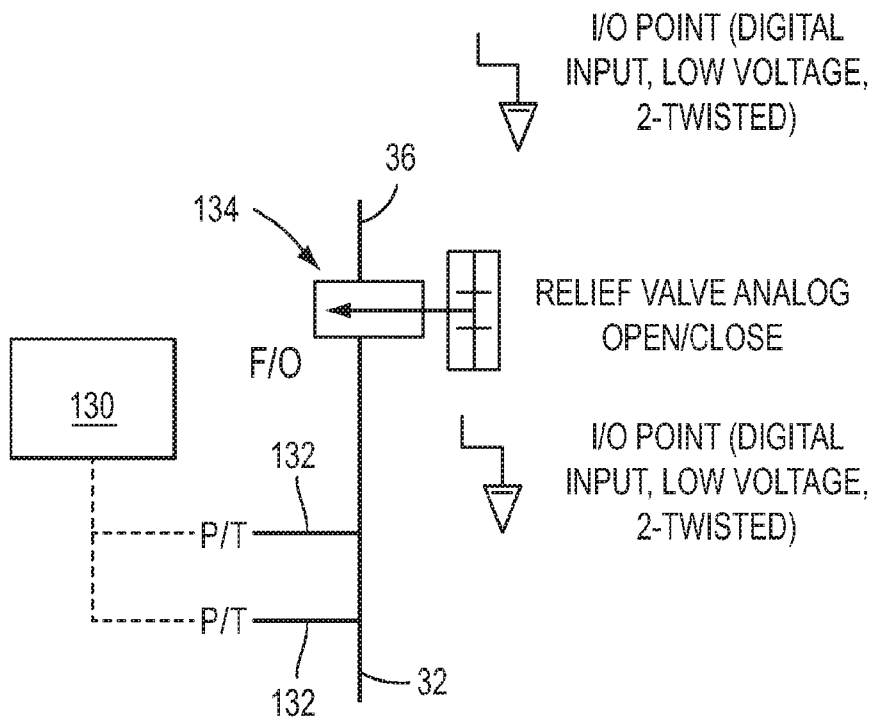 I/O POINT (DIGITAL
INPUT, LOW VOLTAGE,
2-TWISTED)
36
134
RELIEF VALVE ANALOG
OPEN/CLOSE
F/O
130
132
I/O POINT (DIGITAL
INPUT, LOW VOLTAGE,
2-TWISTED)
P/T
P/T
132
32